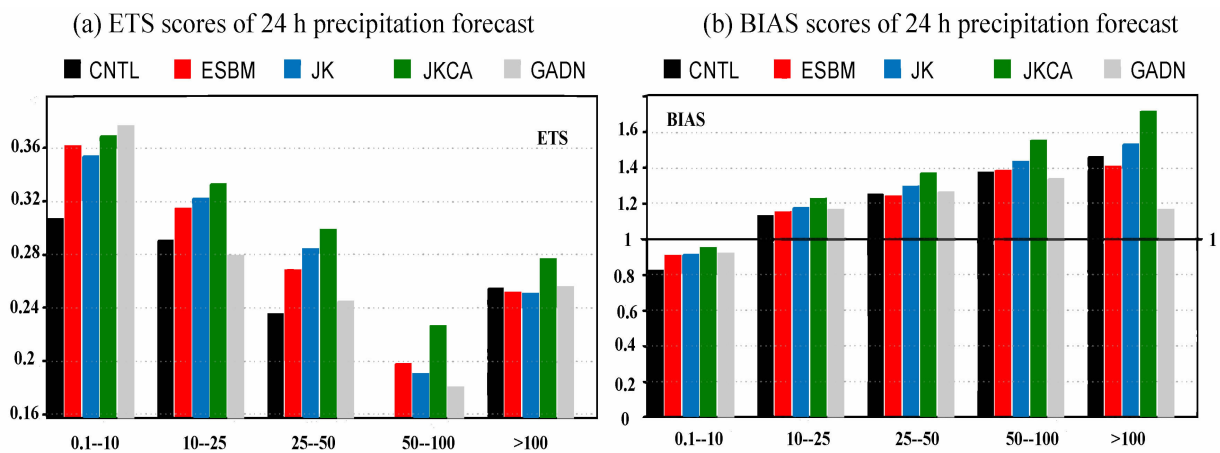 (a) ETS scores of 24 h precipitation forecast
CNTL ESBM JK JKCA GADN
ETS
0.36
0.32
0.28
0.24
0.2
0.16
0.1--10 10--25 25--50 50--100 >100
(b) BIAS scores of 24 h precipitation forecast
CNTL ESBM JK JKCA GADN
BIAS
1.6
1.4
1.2
1 1
0.8
0.6
0.4
0.2
0
0.1--10 10--25 25--50 50--100 >100